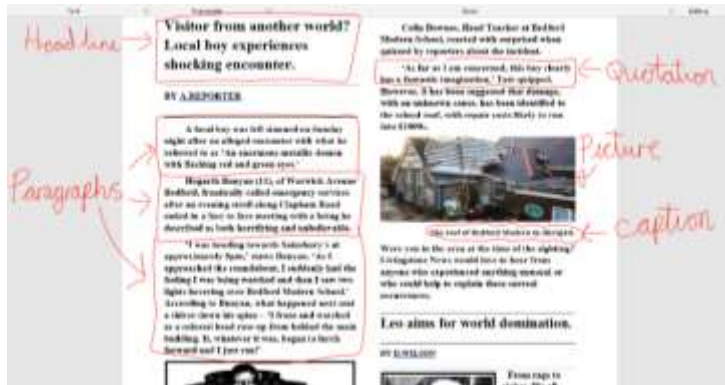 Headline
Visitor from another world?
Local boy experiences
shocking encounter.
BY A.REPORTER
Paragraphs
A local boy was left stunned on Sunday
night after an alleged encounter with what he
referred to as 'An enormous metallic demon
with flashing red and green eyes.'
Hogarth Bunyan (11), of Warwick Avenue
Bedford, frantically called emergency services
after an evening stroll along Clapham Road
ended in a face to face meeting with a being he
described as both horrifying and unbelievable.
"I was heading towards Sainsbury's at
approximately 8pm," raves Bunyan. "As I
approached the roundabout, I suddenly had the
feeling I was being watched and then I saw two
lights hovering over Bedford Modern School."
According to Bunyan, what happened next sent
a shiver down his spine – "I froze and watched
as a colossal head rose up from behind the main
building. It, whatever it was, began to lurch
forward and I just ran!"
Colin Downes, Head Teacher at Bedford
Modern School, reacted with surprise when
quizzed by reporters about the incident.
'As far as I am concerned, this boy clearly
has a fantastic imagination,' quipped.
However, it has been suggested that damage,
with an unknown cause, has been identified to
the school roof, with repair costs likely to run
into
Quotation
Picture
The roof of Bedford Modern in
caption
Were you in the area at the time of the sighting?
Livingstone News would love to hear from
anyone who experienced anything unusual or
who could help to explain these surreal
occurrences.
Leo aims for world domination.
BY D.WILSON
From rags to